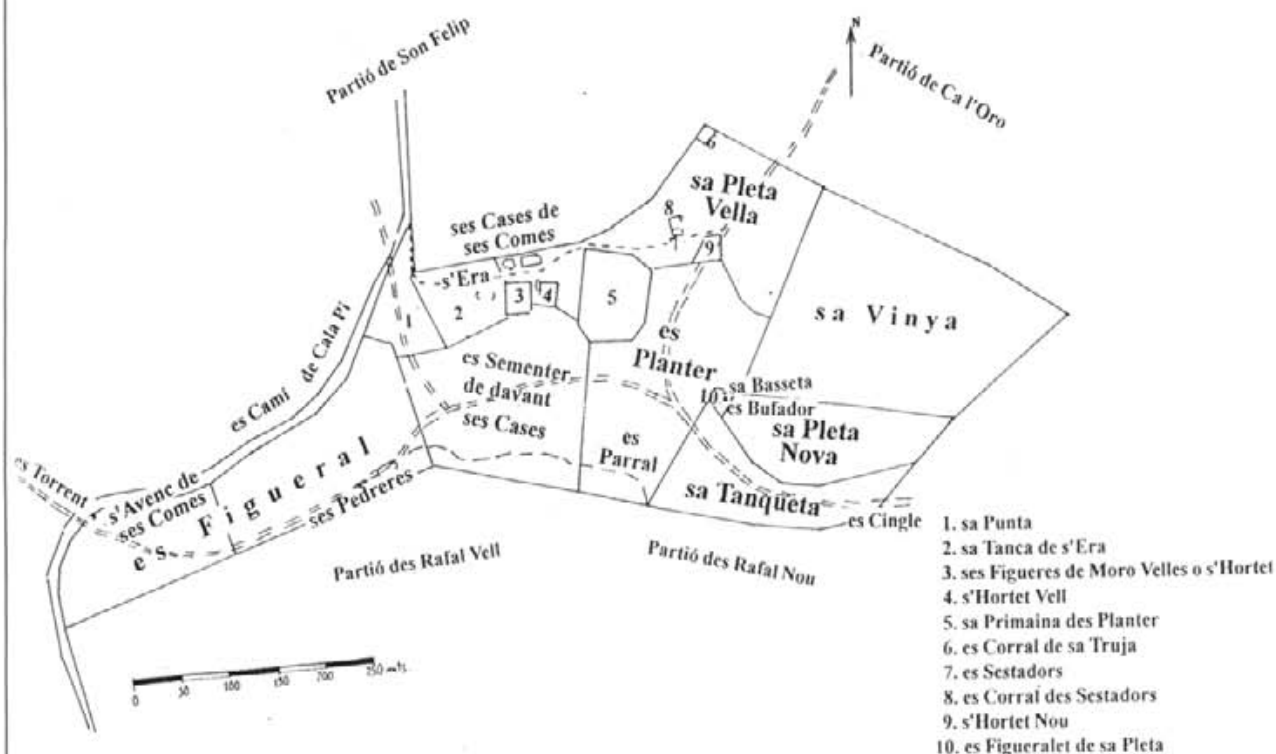 Partió de Son Felip
N
Partió de Ca l'Oro
6
sa Pleta
Vella
8
ses Cases de
ses Comes
9
s'Era
1
2
3
4
5
sa Vinya
es
Planter
es Camí de Cala Pi
es Sementer
de davant
ses Cases
10
sa Basseta
es Bufador
sa Pleta
Nova
es
Parral
es Torrent
s'Avenc de
ses Comes
es Figueral
ses Pedreres
sa Tanqueta
es Cingle
Partió des Rafal Vell
Partió des Rafal Nou
0 50 100 150 200 250 mts
1. sa Punta
2. sa Tanca de s'Era
3. ses Figueres de Moro Velles o s'Hortet
4. s'Hortet Vell
5. sa Primaina des Planter
6. es Corral de sa Truja
7. es Sestadors
8. es Corral des Sestadors
9. s'Hortet Nou
10. es Figueralet de sa Pleta